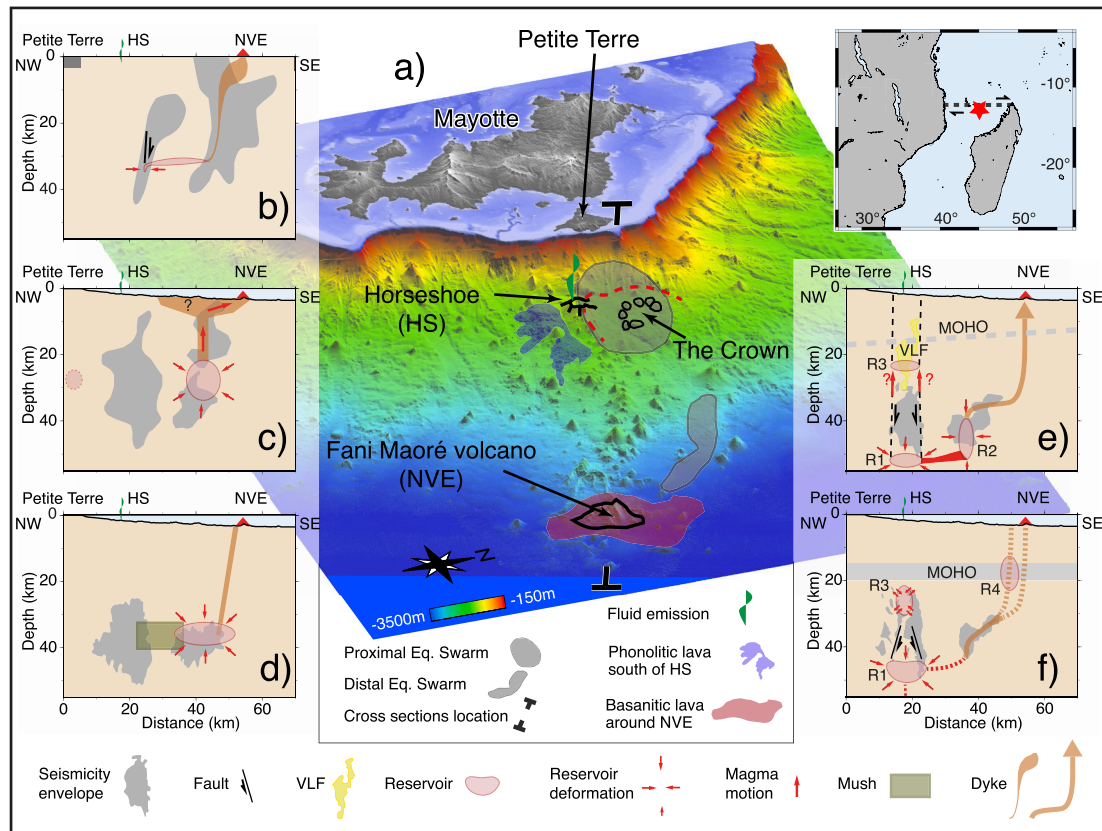 Petite Terre HS NVE
0 NW SE
20
40
Depth (km)
b)
a)
Petite Terre
Mayotte
-10°
-20°
30° 40° 50°
Petite Terre HS NVE
0 NW SE
?
20
40
Depth (km)
c)
Horseshoe
(HS)
The Crown
Fani Maoré volcano
(NVE)
N
-3500m -150m
Petite Terre HS NVE
0 NW SE
MOHO
VLF
R3
? ?
20
40
Depth (km)
R1 R2
e)
Petite Terre HS NVE
0 NW SE
20
40
Depth (km)
d)
0 20 40 60
Distance (km)
Petite Terre HS NVE
0 NW SE
MOHO
R3 R4
20
40
Depth (km)
R1
f)
0 20 40 60
Distance (km)
Proximal Eq. Swarm
Distal Eq. Swarm
Cross sections location
Fluid emission
Phonolitic lava
south of HS
Basanitic lava
around NVE
Seismicity
envelope
Fault
VLF
Reservoir
Reservoir
deformation
Magma
motion
Mush
Dyke